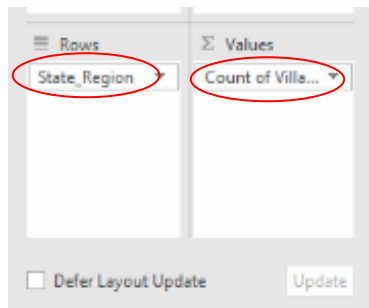 Rows
Σ Values
State_Region
Count of Villa...
Defer Layout Update
Update